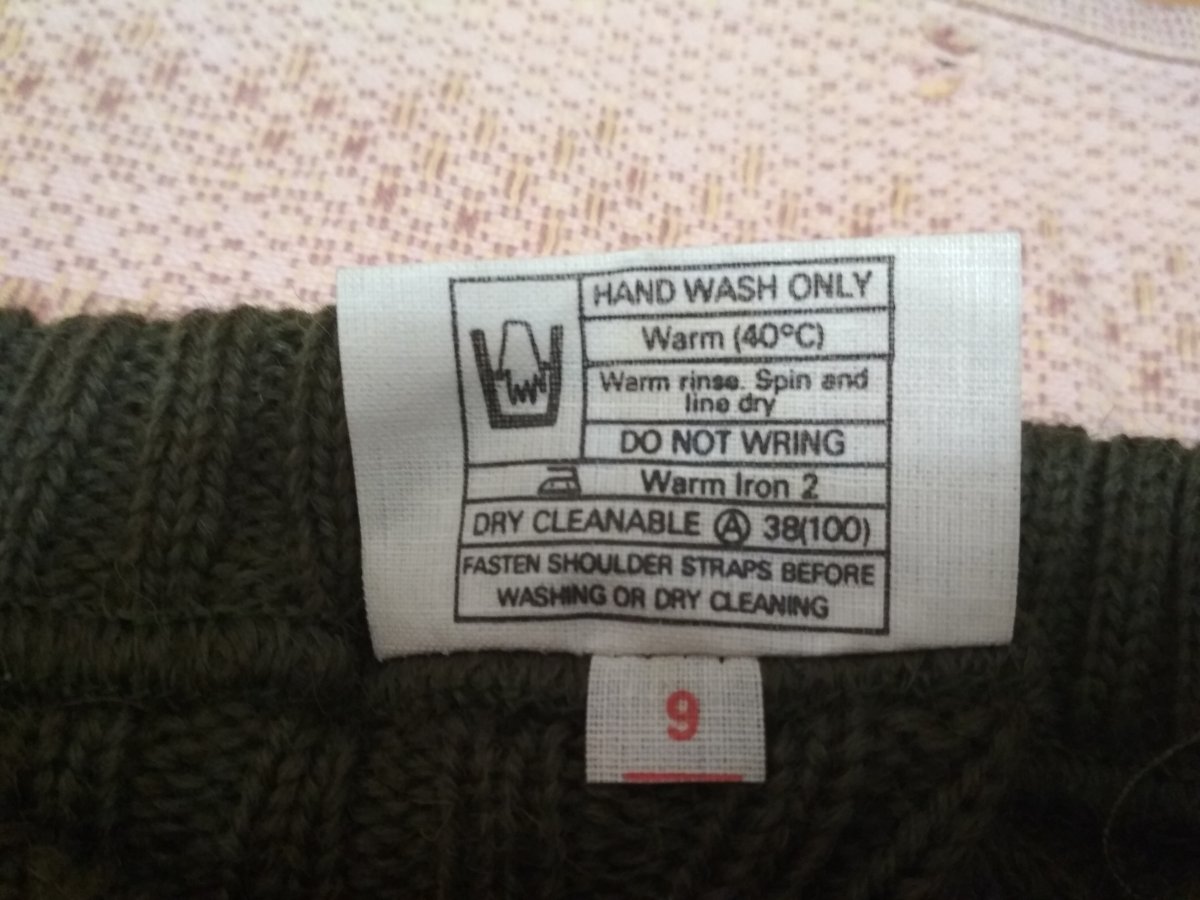 HAND WASH ONLY
Warm (40°C)
Warm rinse. Spin and
line dry
DO NOT WRING
Warm Iron 2
DRY CLEANABLE Ⓐ 38(100)
FASTEN SHOULDER STRAPS BEFORE
WASHING OR DRY CLEANING
9